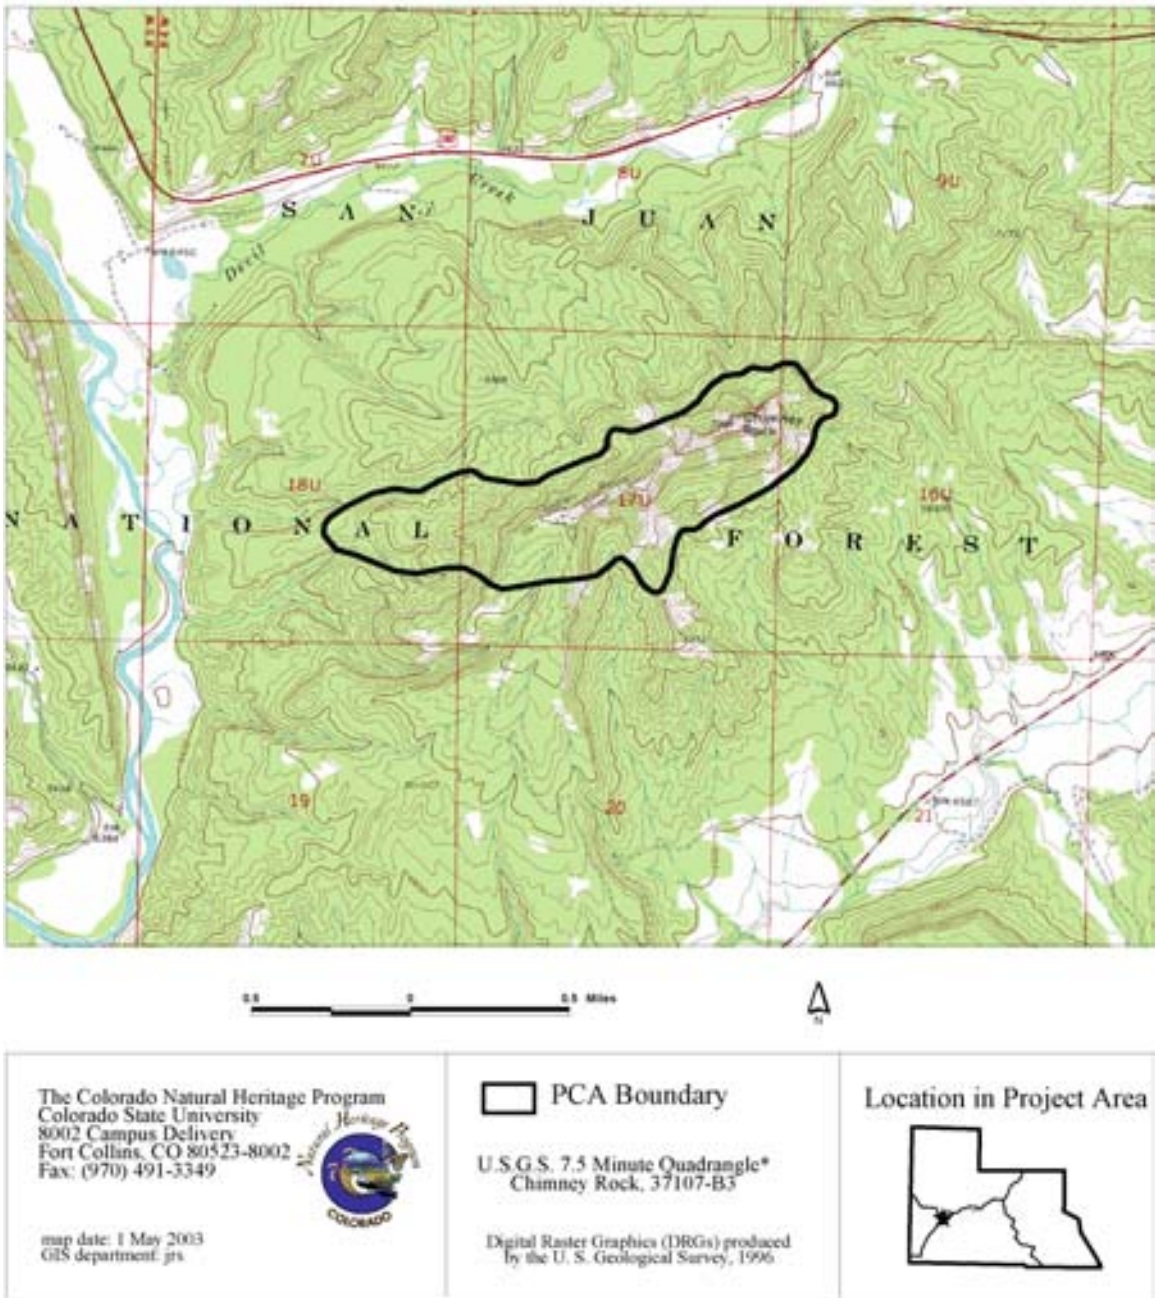 7U
8U
9U
Creek
S A N J U A N
Devil
Chimney
Rock
18U
17U
16U
N A T I O N A L F O R E S T
19
20
21
0.5 0 0.5 Miles
N
The Colorado Natural Heritage Program
Colorado State University
8002 Campus Delivery
Fort Collins, CO 80523-8002
Fax: (970) 491-3349
Natural Heritage Program
COLORADO
map date: 1 May 2003
GIS department: jrs
PCA Boundary
U.S.G.S. 7.5 Minute Quadrangle*
Chimney Rock, 37107-B3
Digital Raster Graphics (DRGs) produced
by the U. S. Geological Survey, 1996
Location in Project Area